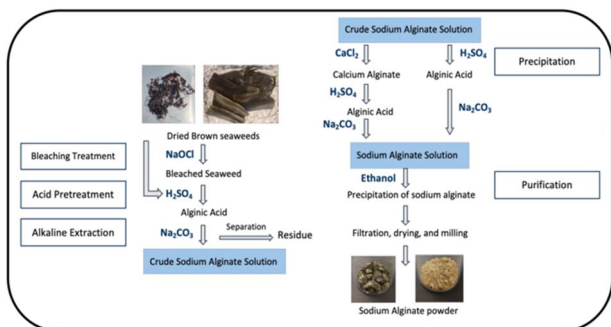 Dried Brown seaweeds
Bleaching Treatment
NaOCl
Bleached Seaweed
Acid Pretreatment
H₂SO₄
Alginic Acid
Alkaline Extraction
Na₂CO₃
Separation
Residue
Crude Sodium Alginate Solution
Crude Sodium Alginate Solution
CaCl₂
H₂SO₄
Precipitation
Calcium Alginate
Alginic Acid
H₂SO₄
Alginic Acid
Na₂CO₃
Na₂CO₃
Sodium Alginate Solution
Ethanol
Purification
Precipitation of sodium alginate
Filtration, drying, and milling
Sodium Alginate powder